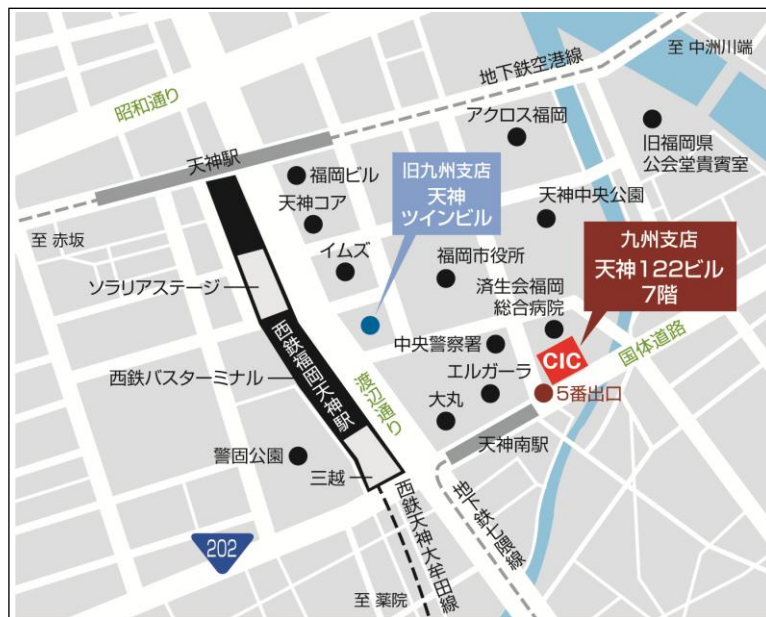 至 中洲川端
地下鉄空港線
昭和通り
アクロス福岡
旧福岡県
公会堂貴賓室
天神駅
福岡ビル
旧九州支店
天神
ツインビル
天神コア
天神中央公園
至 赤坂
イムズ
福岡市役所
九州支店
天神122ビル
7階
ソラリアステージ
済生会福岡
総合病院
中央警察署
CIC
国体道路
西鉄福岡天神駅
西鉄バスターミナル
渡辺通り
エルガーラ
5番出口
大丸
天神南駅
警固公園
三越
西鉄天神大牟田線
地下鉄七隈線
202
至 薬院